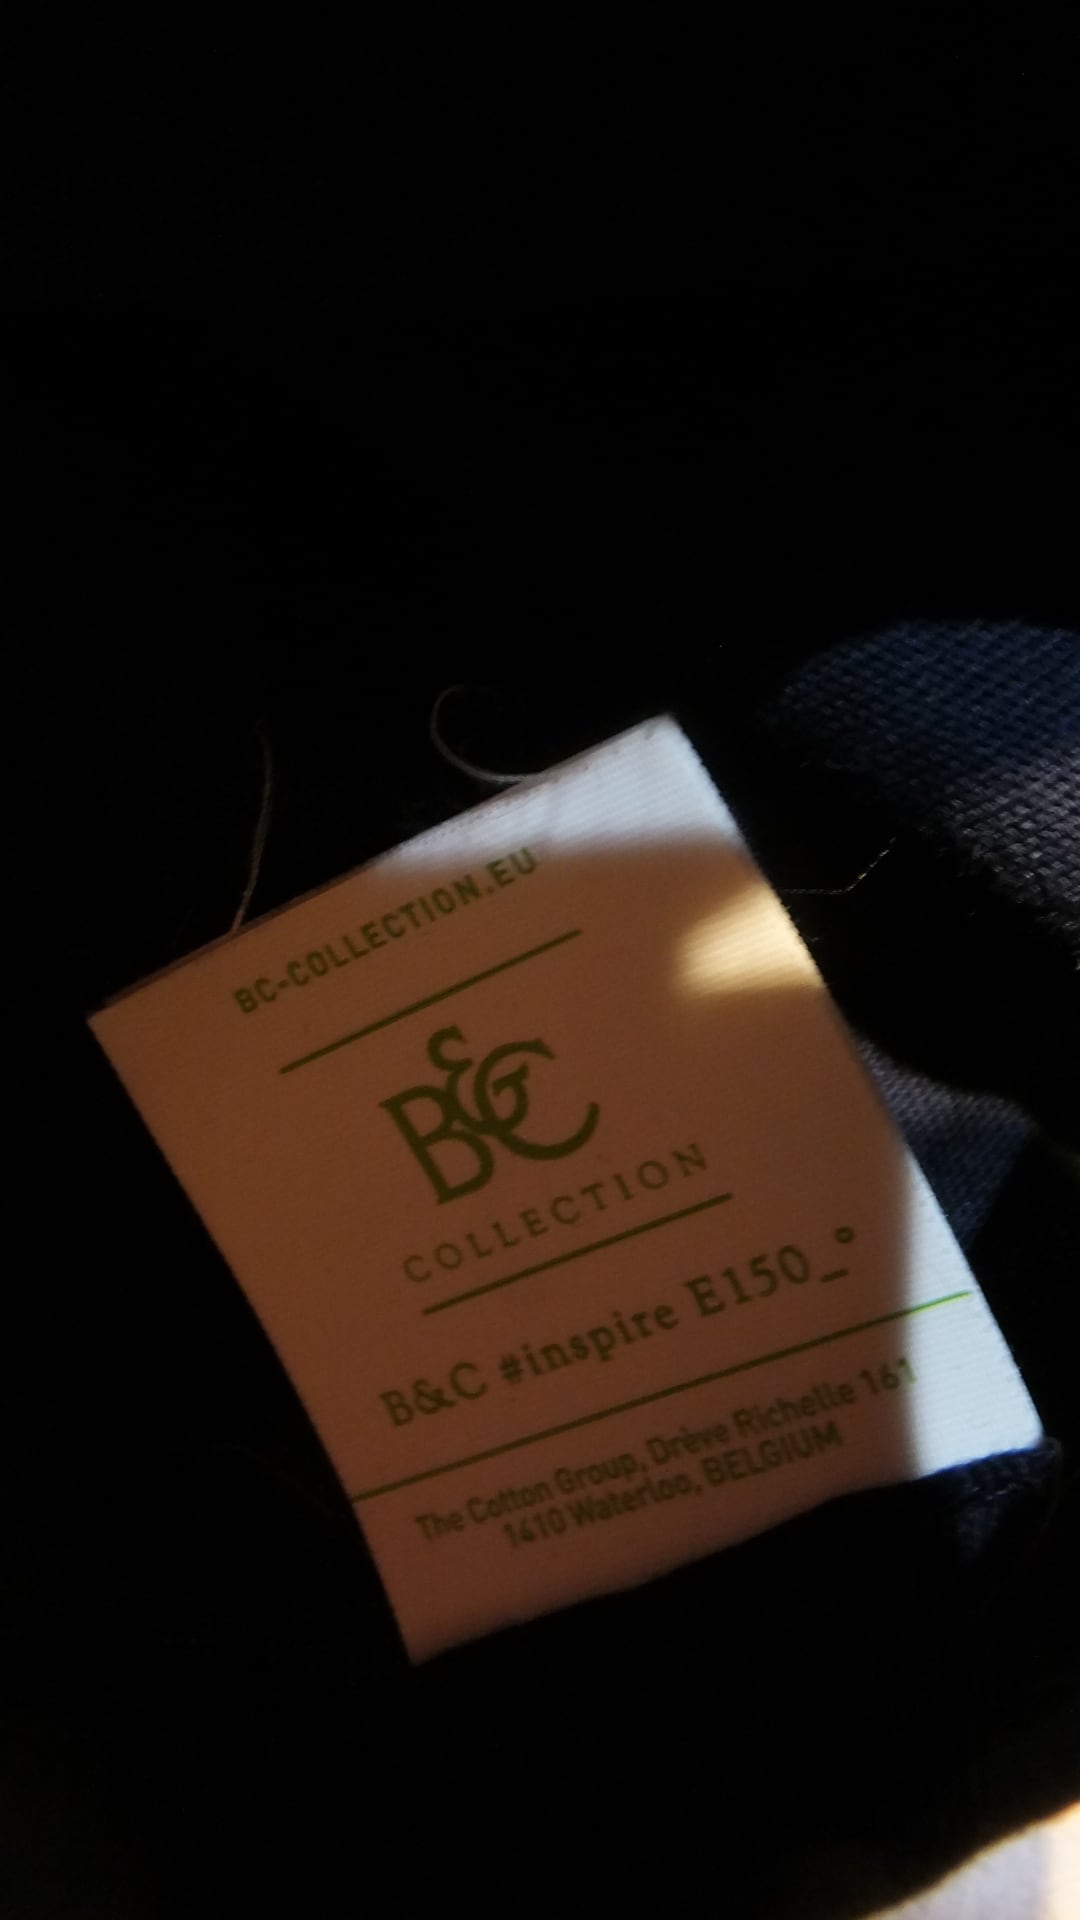 BC-COLLECTION.EU
B&C
COLLECTION
B&C #inspire E150_°
The Cotton Group, Drève Richelle 161
1410 Waterloo, BELGIUM